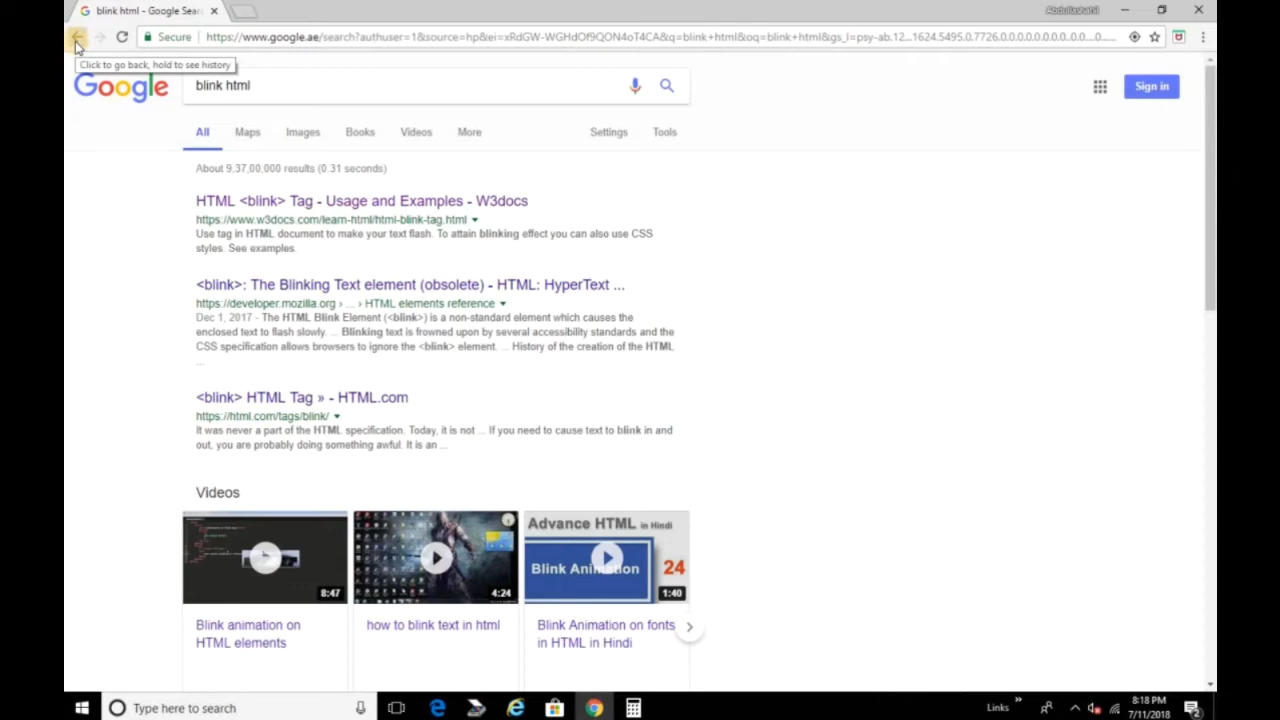 blink html - Google Sear
Abdullashahil
Secure
https://www.google.ae/search?authuser=1&source=hp&ei=xRdGW-WGHdOf9QON4oT4CA&q=blink+html&oq=blink+html&gs_l=psy-ab.12...1624.5495.0.7726.0.0.0.0.0.0.0.0..0....0...
Click to go back, hold to see history
Google
blink html
Sign in
All Maps Images Books Videos More Settings Tools
About 9,37,00,000 results (0.31 seconds)
HTML <blink> Tag - Usage and Examples - W3docs
https://www.w3docs.com/learn-html/html-blink-tag.html
Use tag in HTML document to make your text flash. To attain blinking effect you can also use CSS
styles. See examples.
<blink>: The Blinking Text element (obsolete) - HTML: HyperText ...
https://developer.mozilla.org › ... › HTML elements reference
Dec 1, 2017 - The HTML Blink Element (<blink>) is a non-standard element which causes the
enclosed text to flash slowly. ... Blinking text is frowned upon by several accessibility standards and the
CSS specification allows browsers to ignore the <blink> element. ... History of the creation of the HTML
...
<blink> HTML Tag » - HTML.com
https://html.com/tags/blink/
It was never a part of the HTML specification. Today, it is not ... If you need to cause text to blink in and
out, you are probably doing something awful. It is an ...
Videos
8:47
4:24
Advance HTML in Hindi
Blink Animation
24
1:40
Blink animation on
HTML elements
how to blink text in html
Blink Animation on fonts
in HTML in Hindi
Type here to search
Links
8:18 PM
7/11/2018
2